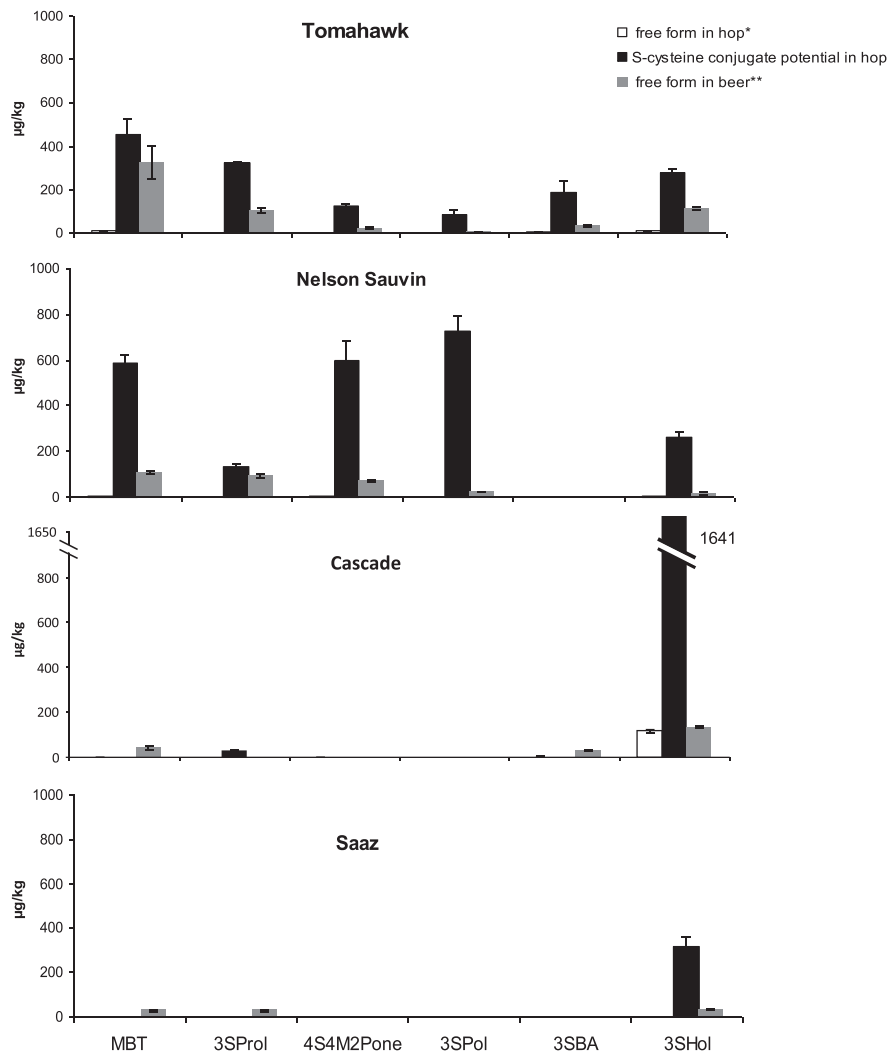 Tomahawk
free form in hop*
S-cysteine conjugate potential in hop
free form in beer**
µg/kg
1000
800
600
400
200
0
Nelson Sauvin
µg/kg
1000
800
600
400
200
0
Cascade
µg/kg
1650
800
600
400
200
0
1641
Saaz
µg/kg
1000
800
600
400
200
0
MBT 3SProl 4S4M2Pone 3SPol 3SBA 3SHol